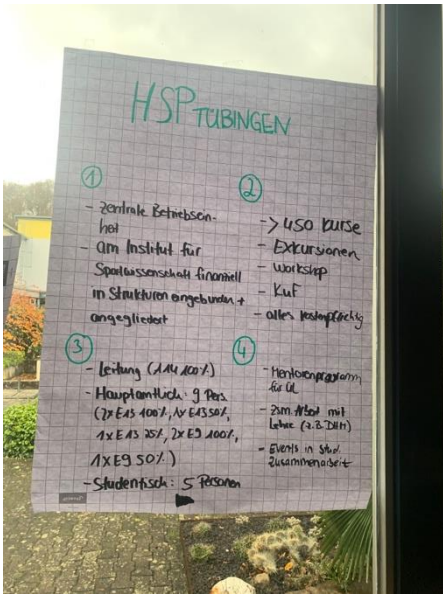 HSP TÜBINGEN
①
- zentrale Betriebsein-
heit
- am Institut für
Sportwissenschaft finanziell
in Strukturen angebunden +
angegliedert
②
- > 450 Kurse
- Exkursionen
- Workshop
- KuF
- alles kostenpflichtig
③
- Leitung (A14 100%)
- Hauptamtlich: 9 Pers.
(2x E13 100%, 1x E13 50%,
1x E13 25%, 2x E9 100%,
1x E9 50%)
- Studentisch: 5 Personen
④
- Mentorenprogramm
für ÜL
- Zsm. Arbeit mit
Lehre (z.B. DHM)
- Events in Stud.
Zusammenarbeit